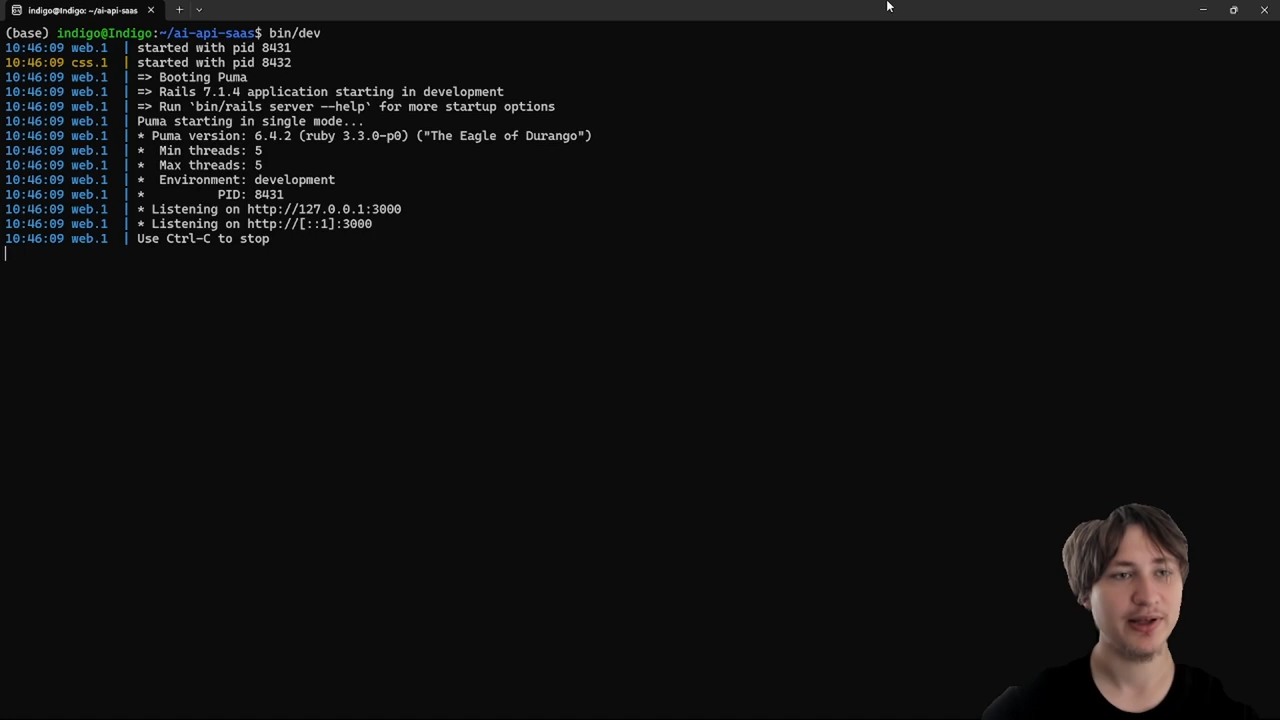 indigo@Indigo: ~/ai-api-saas
(base) indigo@Indigo:~/ai-api-saas$ bin/dev
10:46:09 web.1  | started with pid 8431
10:46:09 css.1  | started with pid 8432
10:46:09 web.1  | => Booting Puma
10:46:09 web.1  | => Rails 7.1.4 application starting in development
10:46:09 web.1  | => Run `bin/rails server --help` for more startup options
10:46:09 web.1  | Puma starting in single mode...
10:46:09 web.1  | * Puma version: 6.4.2 (ruby 3.3.0-p0) ("The Eagle of Durango")
10:46:09 web.1  | *  Min threads: 5
10:46:09 web.1  | *  Max threads: 5
10:46:09 web.1  | *  Environment: development
10:46:09 web.1  | *          PID: 8431
10:46:09 web.1  | * Listening on http://127.0.0.1:3000
10:46:09 web.1  | * Listening on http://[::1]:3000
10:46:09 web.1  | Use Ctrl-C to stop